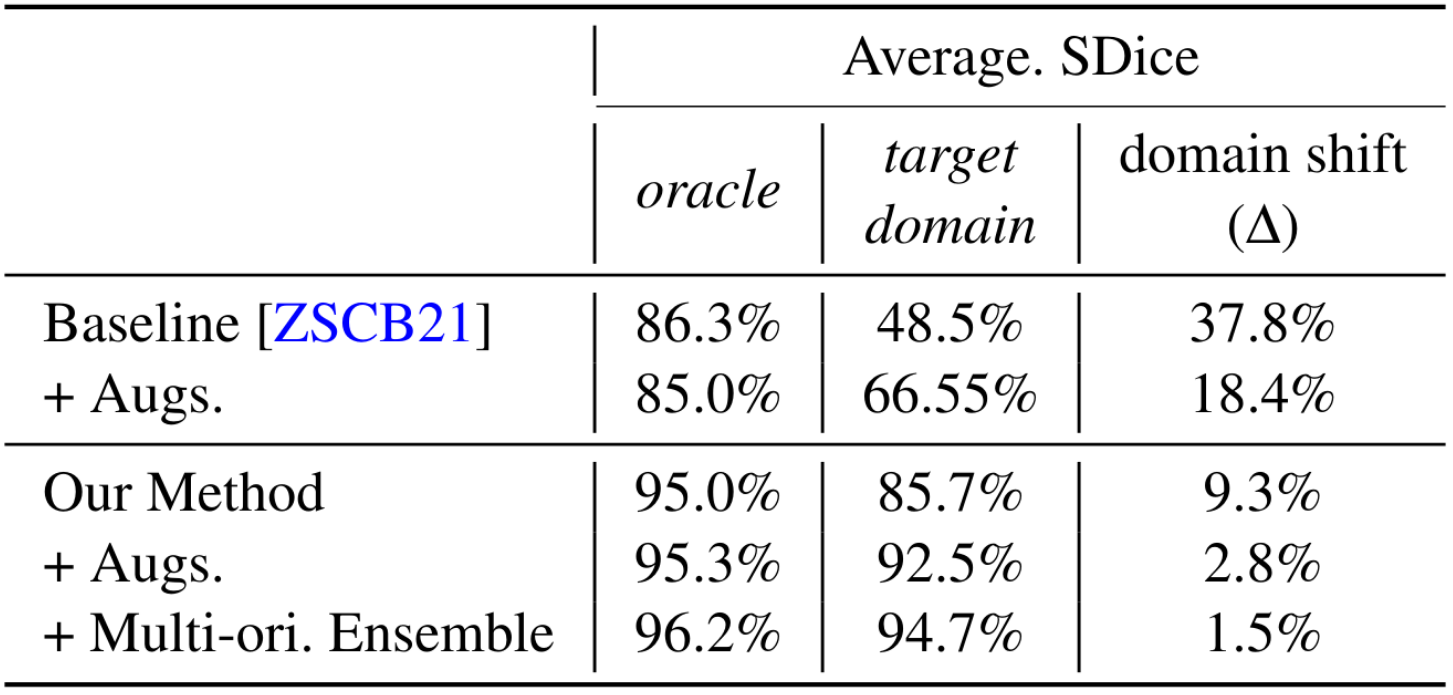 Average. SDice
oracle target domain domain shift (Δ)
Baseline [ZSCB21] 86.3% 48.5% 37.8%
+ Augs. 85.0% 66.55% 18.4%
Our Method 95.0% 85.7% 9.3%
+ Augs. 95.3% 92.5% 2.8%
+ Multi-ori. Ensemble 96.2% 94.7% 1.5%